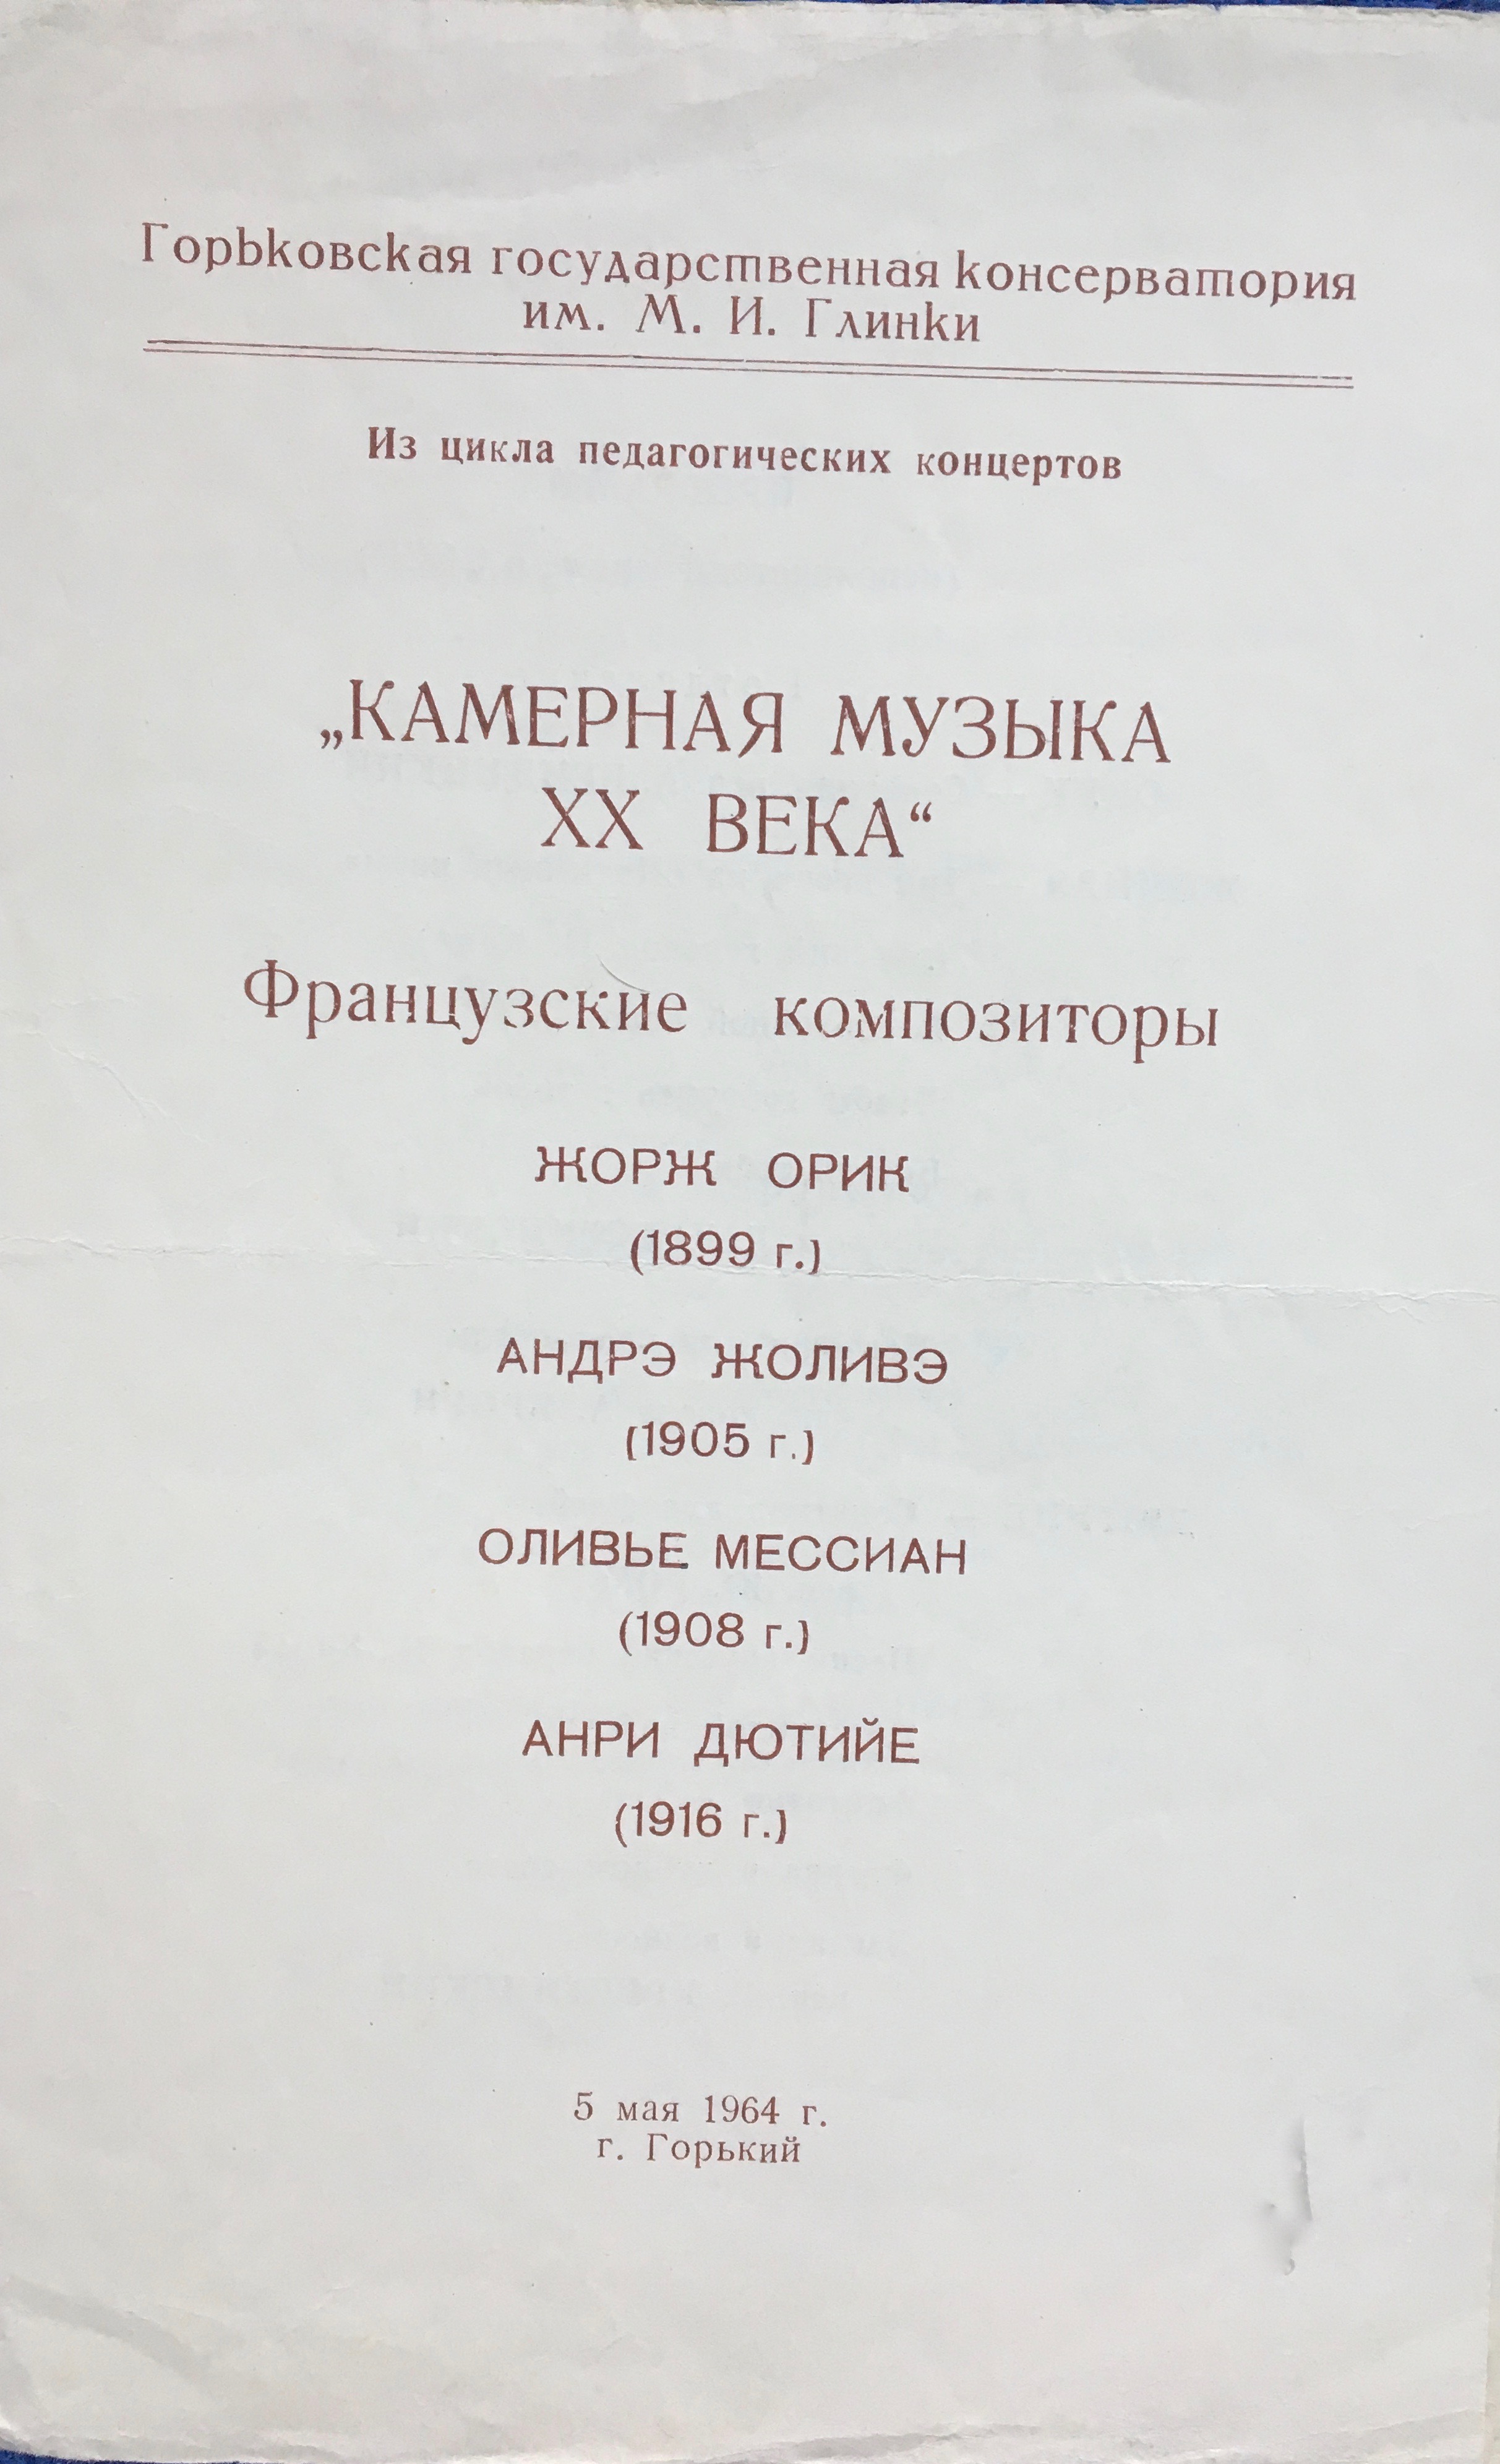 Горьковская государственная консерватория
им. М. И. Глинки
Из цикла педагогических концертов
„КАМЕРНАЯ МУЗЫКА
XX ВЕКА“
Французские композиторы
ЖОРЖ ОРИК
(1899 г.)
АНДРЭ ЖОЛИВЭ
(1905 г.)
ОЛИВЬЕ МЕССИАН
(1908 г.)
АНРИ ДЮТИЙЕ
(1916 г.)
5 мая 1964 г.
г. Горький